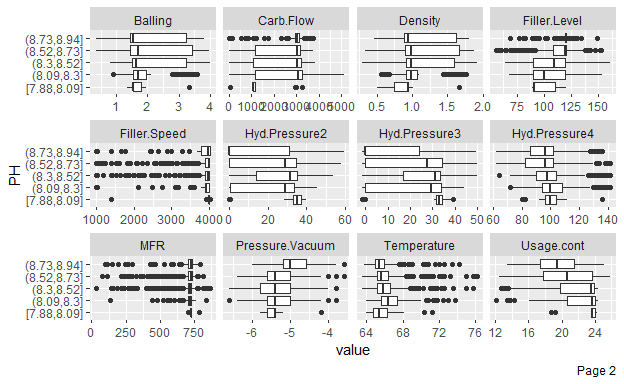 Balling Carb.Flow Density Filler.Level
(8.73,8.94]
(8.52,8.73]
(8.3,8.52]
(8.09,8.3]
[7.88,8.09]
1 2 3 4 0 1000 2000 3000 4000 5000 0.5 1.0 1.5 2.0 60 90 120 150
Filler.Speed Hyd.Pressure2 Hyd.Pressure3 Hyd.Pressure4
PH
(8.73,8.94]
(8.52,8.73]
(8.3,8.52]
(8.09,8.3]
[7.88,8.09]
1000 2000 3000 4000 0 20 40 60 0 10 20 30 40 50 60 80 100 120 140
MFR Pressure.Vacuum Temperature Usage.cont
(8.73,8.94]
(8.52,8.73]
(8.3,8.52]
(8.09,8.3]
[7.88,8.09]
0 250 500 750 -6 -5 -4 64 68 72 76 12 16 20 24
value
Page 2